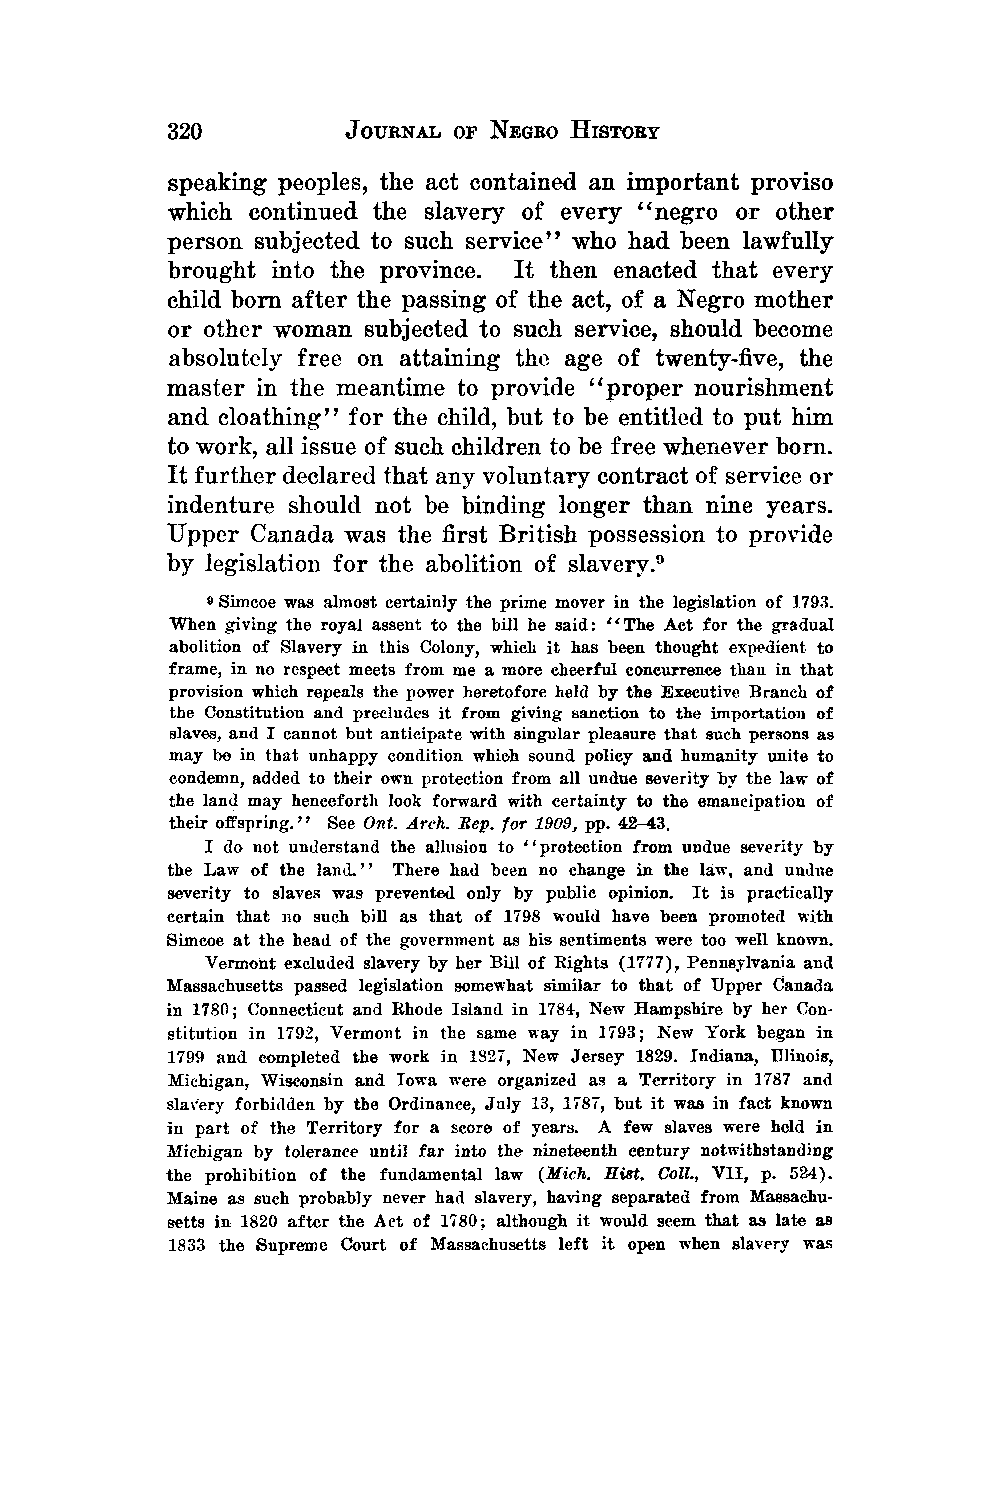 320 JOURNAL OF NEGRO HISTORY
speaking peoples, the act contained an important proviso
which continued the slavery of every “negro or other
person subjected to such service” who had been lawfully
brought into the province. It then enacted that every
child born after the passing of the act, of a Negro mother
or other woman subjected to such service, should become
absolutely free on attaining the age of twenty-five, the
master in the meantime to provide “proper nourishment
and cloathing” for the child, but to be entitled to put him
to work, all issue of such children to be free whenever born.
It further declared that any voluntary contract of service or
indenture should not be binding longer than nine years.
Upper Canada was the first British possession to provide
by legislation for the abolition of slavery.⁹
⁹ Simcoe was almost certainly the prime mover in the legislation of 1793.
When giving the royal assent to the bill he said: “The Act for the gradual
abolition of Slavery in this Colony, which it has been thought expedient to
frame, in no respect meets from me a more cheerful concurrence than in that
provision which repeals the power heretofore held by the Executive Branch of
the Constitution and precludes it from giving sanction to the importation of
slaves, and I cannot but anticipate with singular pleasure that such persons as
may be in that unhappy condition which sound policy and humanity unite to
condemn, added to their own protection from all undue severity by the law of
the land may henceforth look forward with certainty to the emancipation of
their offspring.” See Ont. Arch. Rep. for 1909, pp. 42–43.
I do not understand the allusion to “protection from undue severity by
the Law of the land.” There had been no change in the law, and undue
severity to slaves was prevented only by public opinion. It is practically
certain that no such bill as that of 1798 would have been promoted with
Simcoe at the head of the government as his sentiments were too well known.
Vermont excluded slavery by her Bill of Rights (1777), Pennsylvania and
Massachusetts passed legislation somewhat similar to that of Upper Canada
in 1780; Connecticut and Rhode Island in 1784, New Hampshire by her Con-
stitution in 1792, Vermont in the same way in 1793; New York began in
1799 and completed the work in 1827, New Jersey 1829. Indiana, Illinois,
Michigan, Wisconsin and Iowa were organized as a Territory in 1787 and
slavery forbidden by the Ordinance, July 13, 1787, but it was in fact known
in part of the Territory for a score of years. A few slaves were held in
Michigan by tolerance until far into the nineteenth century notwithstanding
the prohibition of the fundamental law (Mich. Hist. Coll., VII, p. 524).
Maine as such probably never had slavery, having separated from Massachu-
setts in 1820 after the Act of 1780; although it would seem that as late as
1833 the Supreme Court of Massachusetts left it open when slavery was